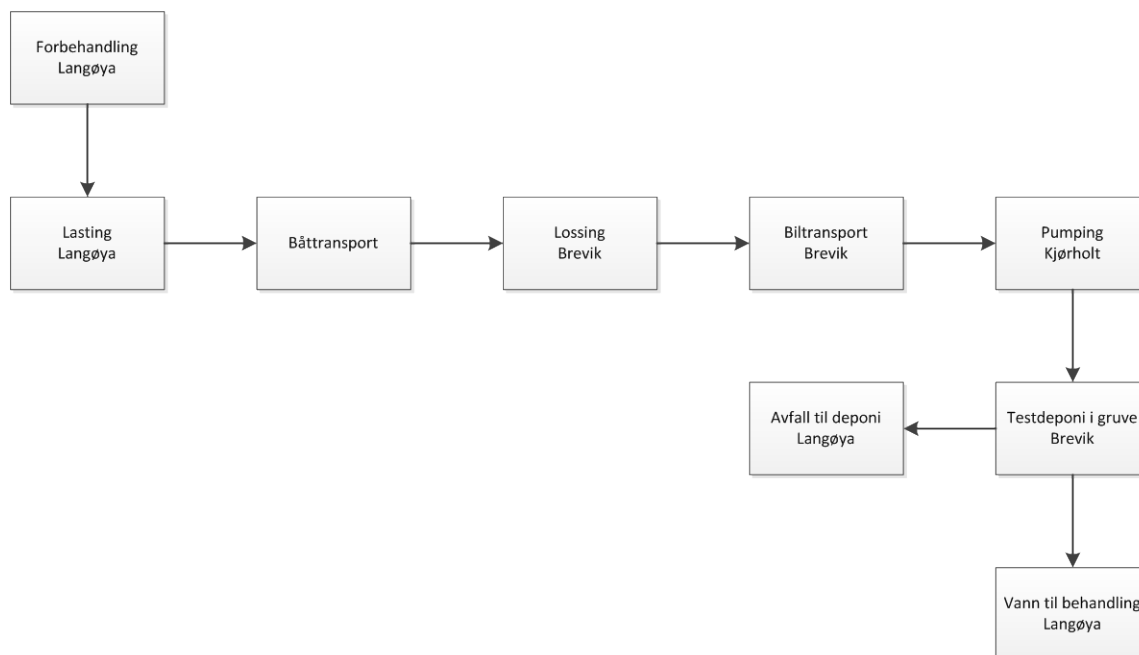 Forbehandling
Langøya
Lasting
Langøya
Båttransport
Lossing
Brevik
Biltransport
Brevik
Pumping
Kjørholt
Avfall til deponi
Langøya
Testdeponi i gruve
Brevik
Vann til behandling
Langøya